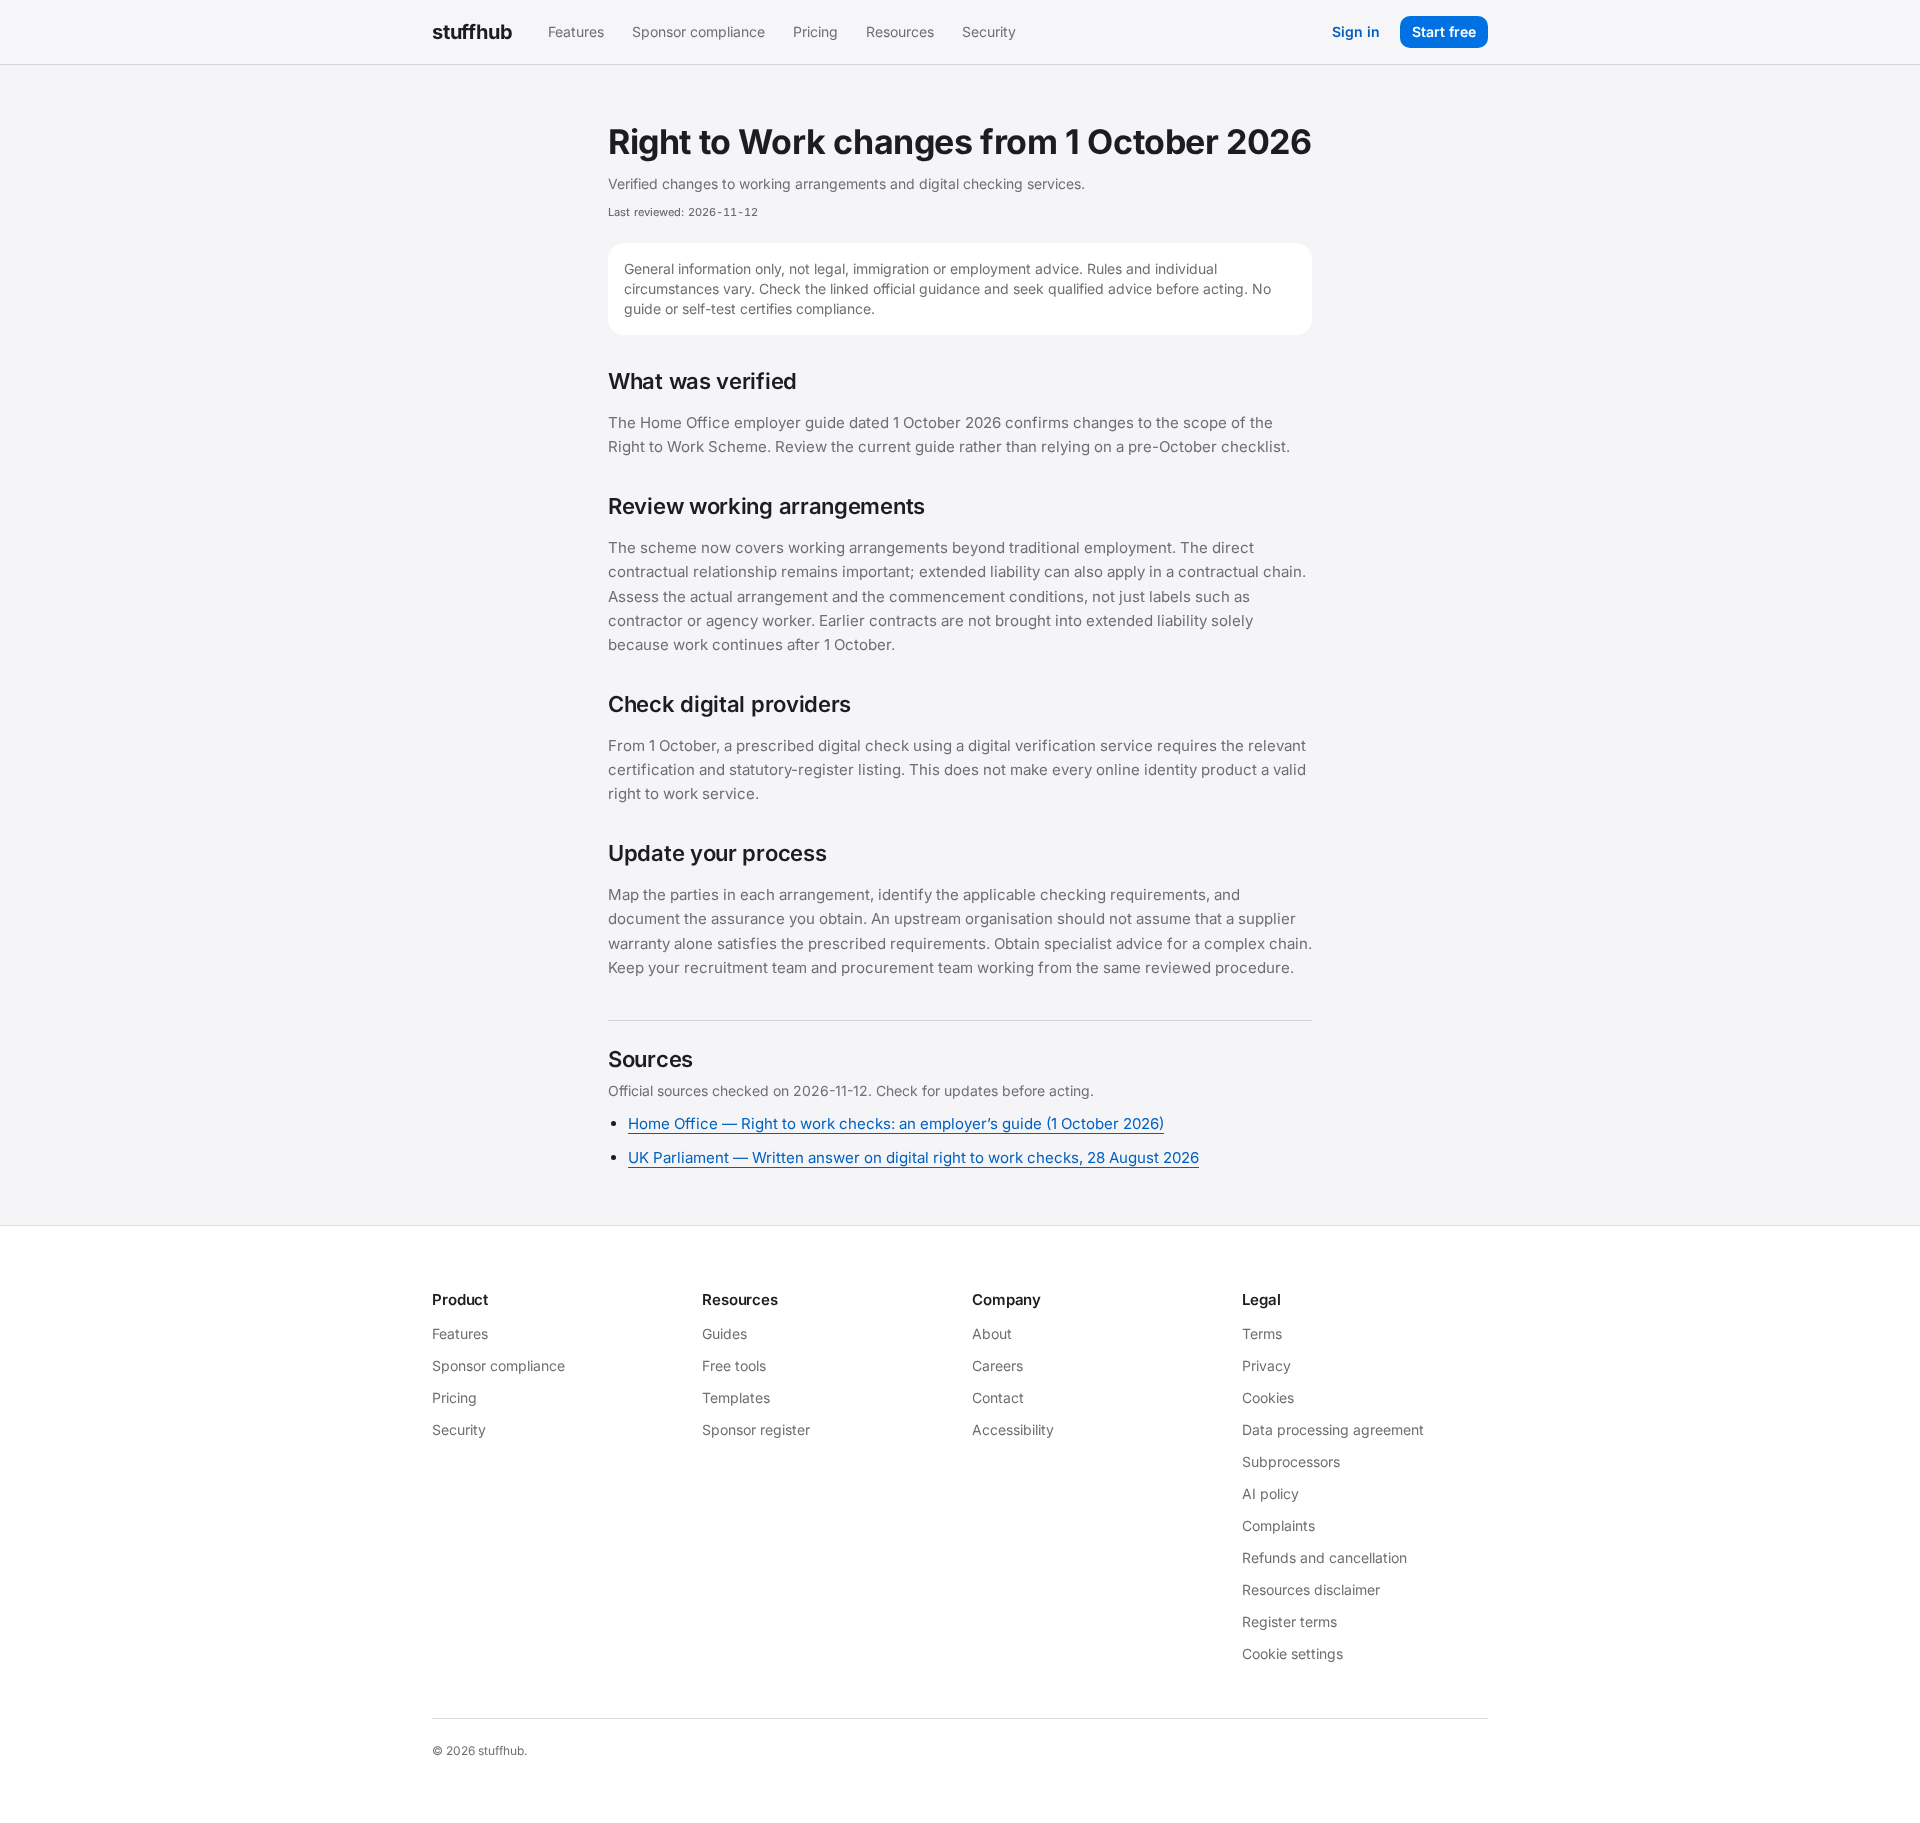 stuffhub
Features
Sponsor compliance
Pricing
Resources
Security
Sign in
Start free
Right to Work changes from 1 October 2026
Verified changes to working arrangements and digital checking services.
Last reviewed: 2026-11-12
General information only, not legal, immigration or employment advice. Rules and individual
circumstances vary. Check the linked official guidance and seek qualified advice before acting. No
guide or self-test certifies compliance.
What was verified
The Home Office employer guide dated 1 October 2026 confirms changes to the scope of the
Right to Work Scheme. Review the current guide rather than relying on a pre-October checklist.
Review working arrangements
The scheme now covers working arrangements beyond traditional employment. The direct
contractual relationship remains important; extended liability can also apply in a contractual chain.
Assess the actual arrangement and the commencement conditions, not just labels such as
contractor or agency worker. Earlier contracts are not brought into extended liability solely
because work continues after 1 October.
Check digital providers
From 1 October, a prescribed digital check using a digital verification service requires the relevant
certification and statutory-register listing. This does not make every online identity product a valid
right to work service.
Update your process
Map the parties in each arrangement, identify the applicable checking requirements, and
document the assurance you obtain. An upstream organisation should not assume that a supplier
warranty alone satisfies the prescribed requirements. Obtain specialist advice for a complex chain.
Keep your recruitment team and procurement team working from the same reviewed procedure.
Sources
Official sources checked on 2026-11-12. Check for updates before acting.
Home Office — Right to work checks: an employer’s guide (1 October 2026)
UK Parliament — Written answer on digital right to work checks, 28 August 2026
Product
Features
Sponsor compliance
Pricing
Security
Resources
Guides
Free tools
Templates
Sponsor register
Company
About
Careers
Contact
Accessibility
Legal
Terms
Privacy
Cookies
Data processing agreement
Subprocessors
AI policy
Complaints
Refunds and cancellation
Resources disclaimer
Register terms
Cookie settings
© 2026 stuffhub.